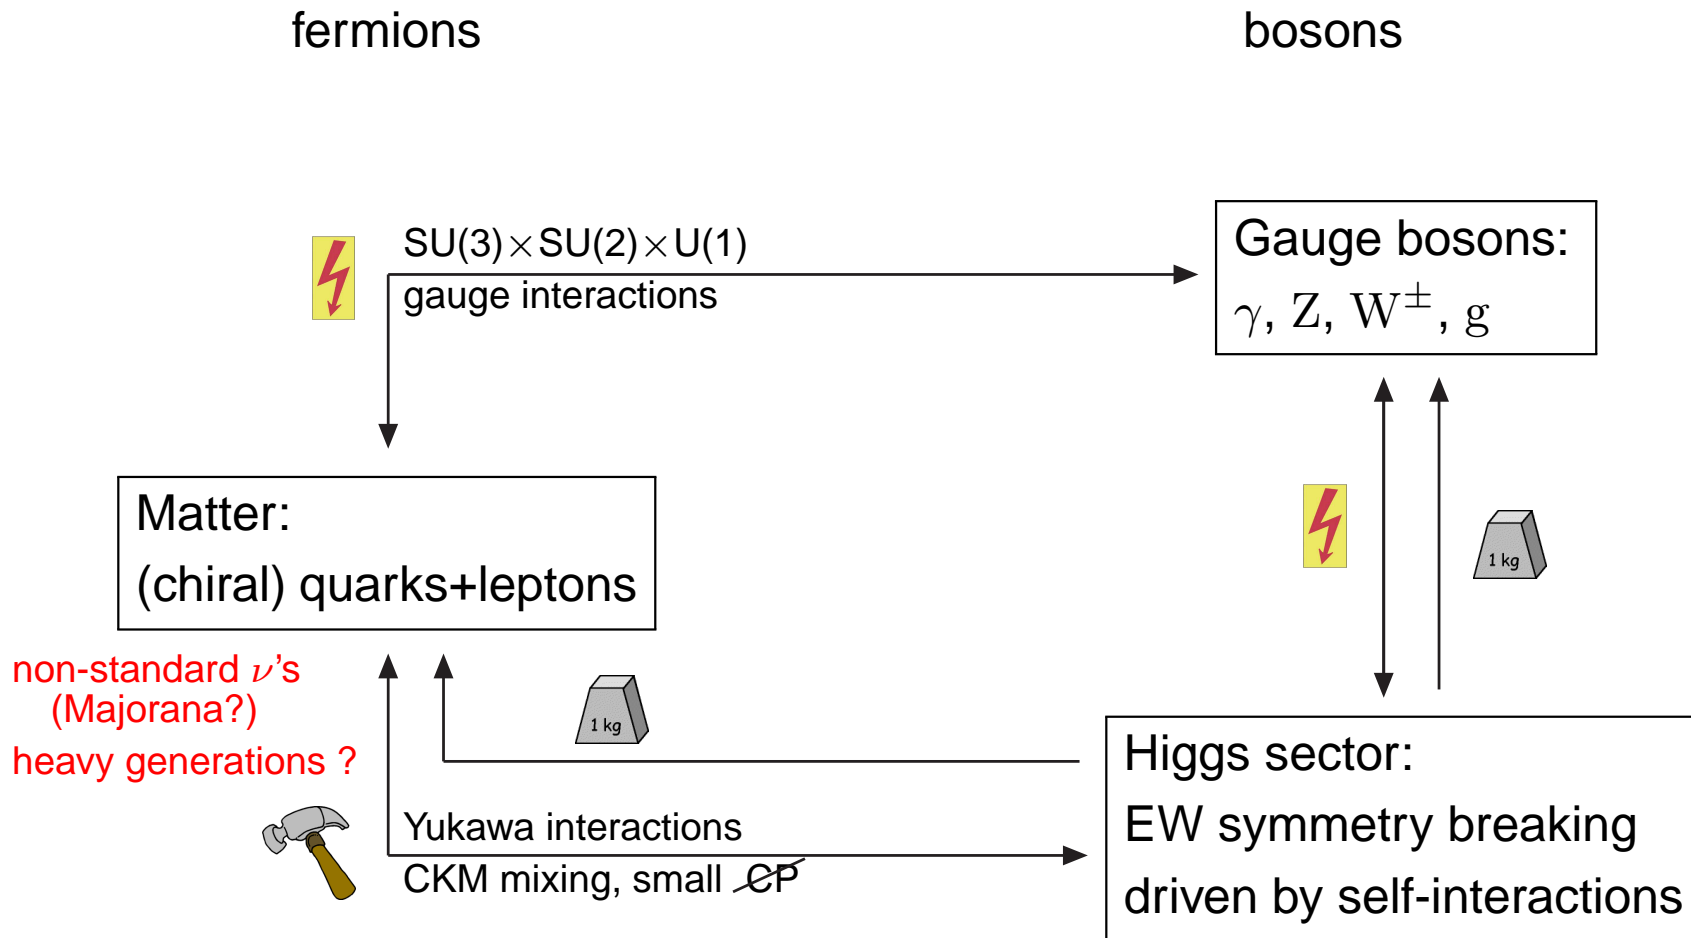 fermions
bosons
SU(3)×SU(2)×U(1)
gauge interactions
Gauge bosons:
γ, Z, W±, g
Matter:
(chiral) quarks+leptons
1 kg
non-standard ν's
(Majorana?)
heavy generations ?
1 kg
Higgs sector:
EW symmetry breaking
driven by self-interactions
Yukawa interactions
CKM mixing, small CP